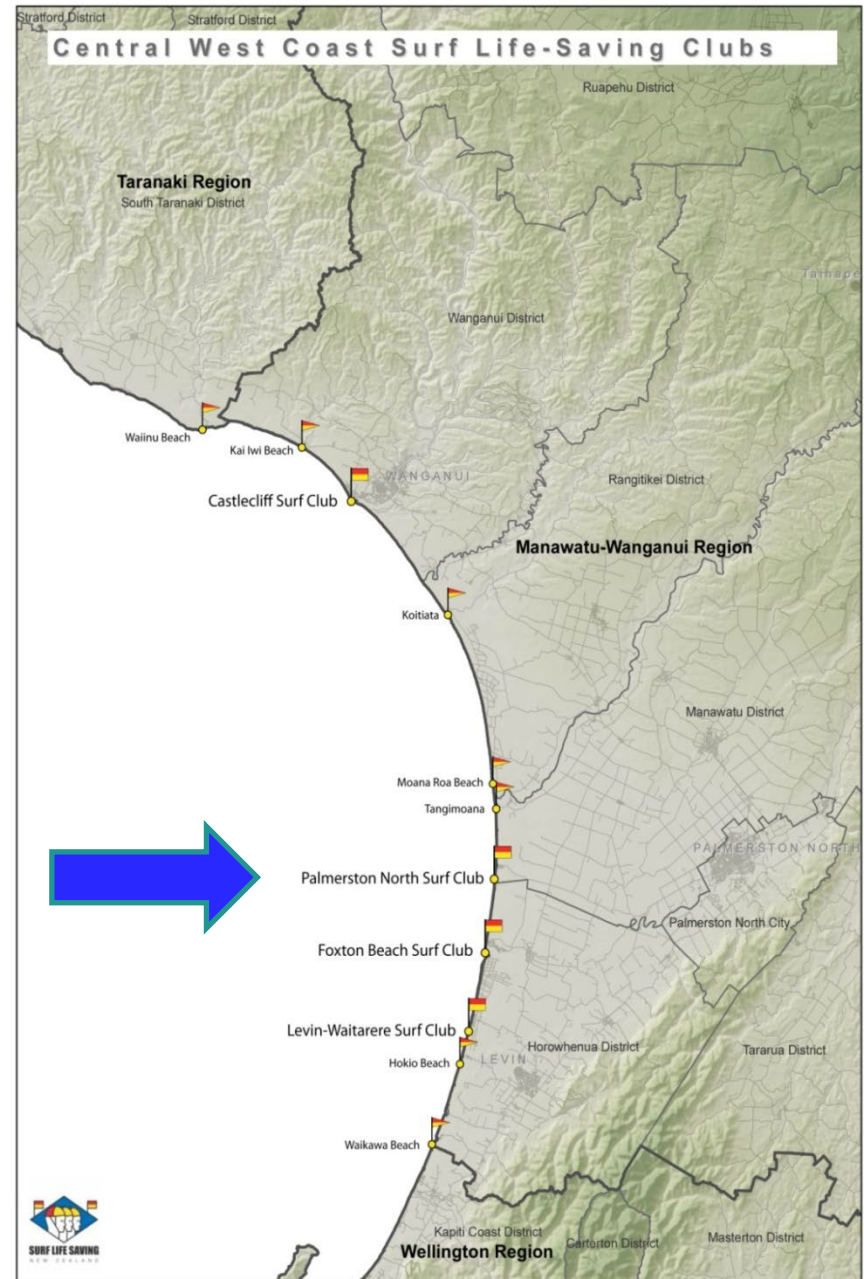 Stratford District
Stratford District
Central West Coast Surf Life-Saving Clubs
Ruapehu District
Taranaki Region
South Taranaki District
Taihape
Wanganui District
Waiinu Beach
Kai Iwi Beach
WANGANUI
Rangitikei District
Castlecliff Surf Club
Manawatu-Wanganui Region
Koitiata
Manawatu District
Moana Roa Beach
Tangimoana
PALMERSTON NORTH
Palmerston North Surf Club
Palmerston North City
Foxton Beach Surf Club
Levin-Waitarere Surf Club
Horowhenua District
Tararua District
Hokio Beach
LEVIN
Waikawa Beach
Kapiti Coast District
Carterton District
Masterton District
Wellington Region
SURF LIFE SAVING
NEW ZEALAND